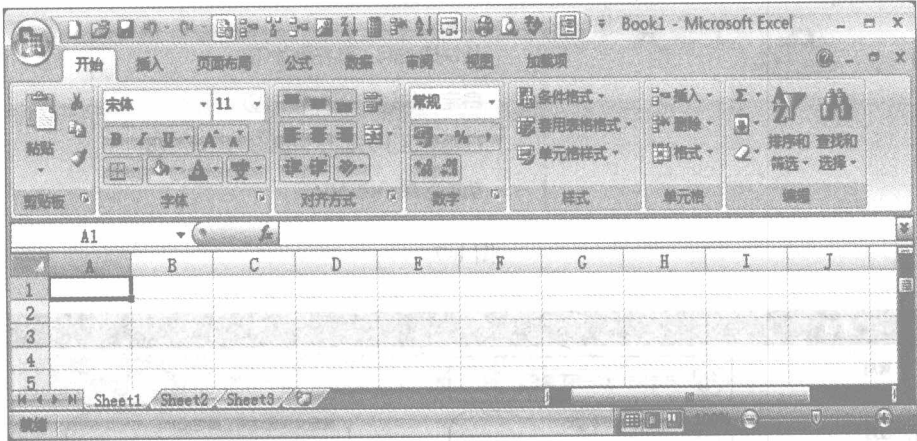 Book1 - Microsoft Excel
开始 插入 页面布局 公式 数据 审阅 视图 加载项
宋体 11 常规 条件格式 插入 Σ
粘贴 B I U A A % , 套用表格格式 删除 排序和筛选 查找和选择
A 单元格样式 格式
剪贴板 字体 对齐方式 数字 样式 单元格 编辑
A1 fx
A B C D E F G H I J
1
2
3
4
5
Sheet1 Sheet2 Sheet3
就绪